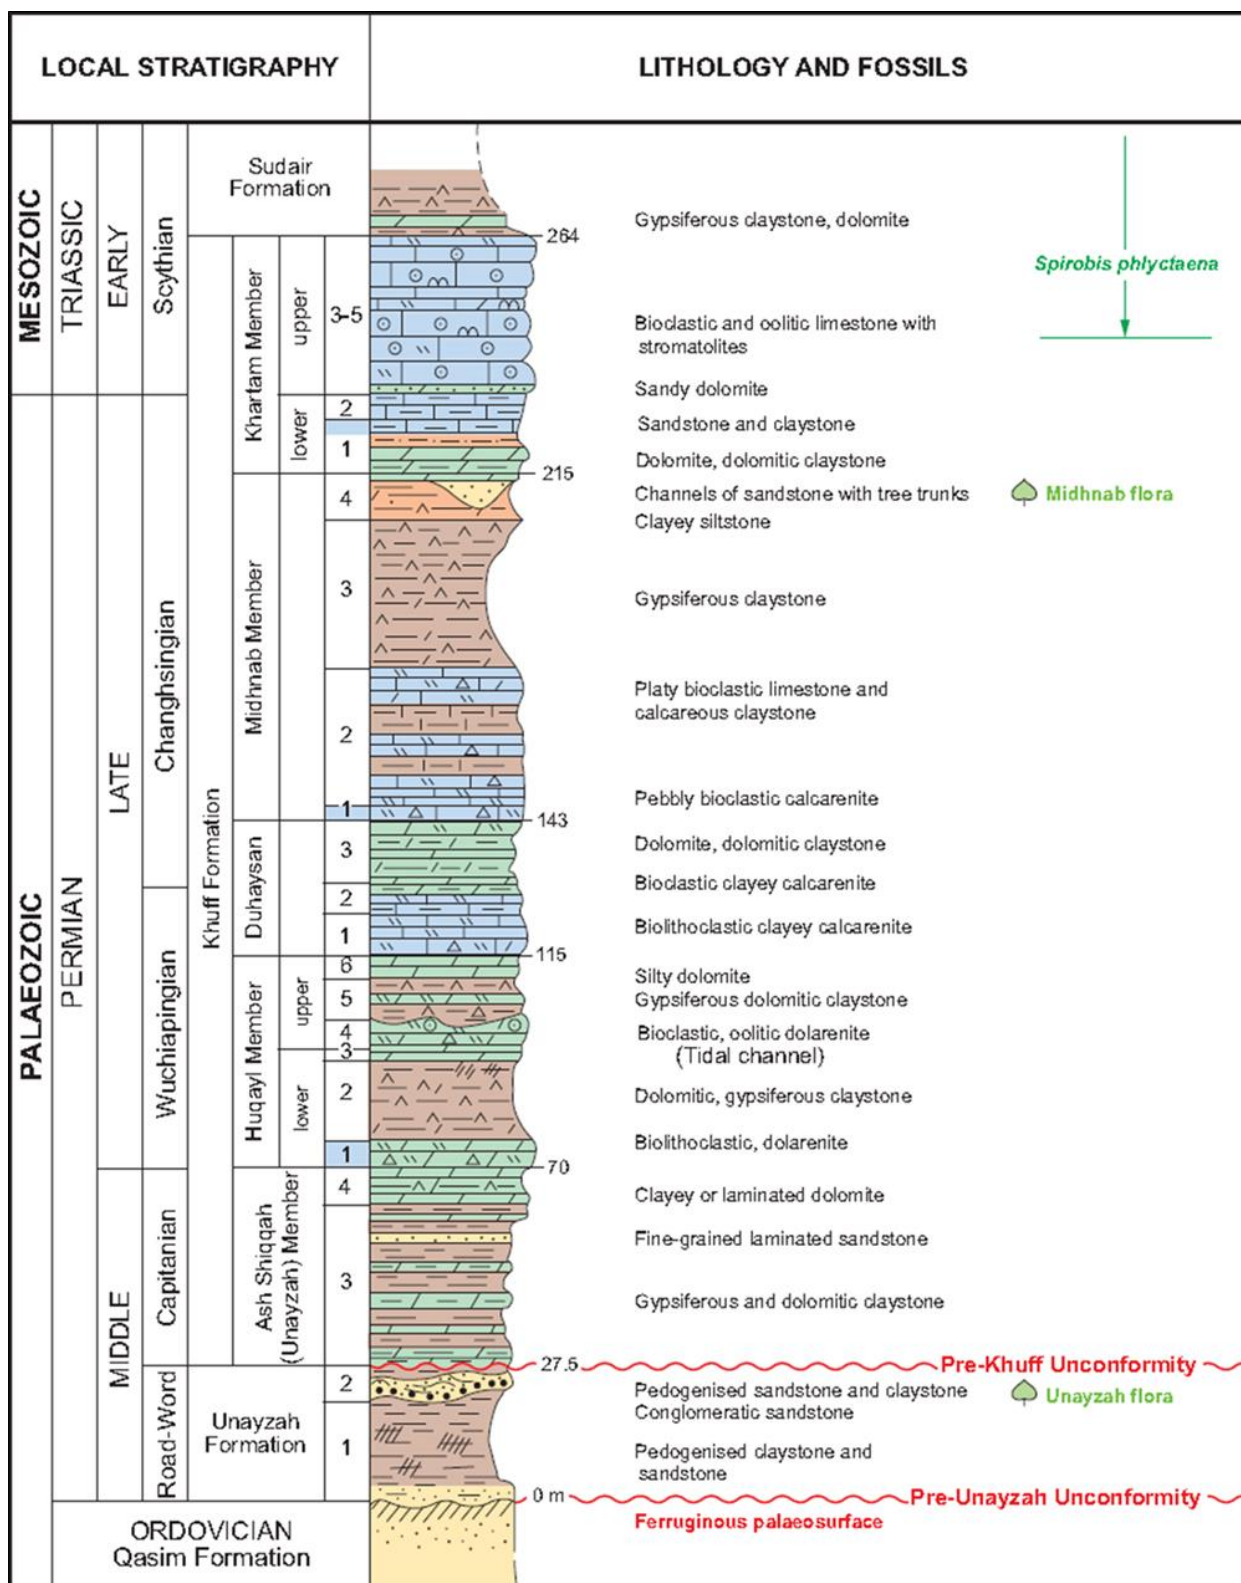 LOCAL STRATIGRAPHY
LITHOLOGY AND FOSSILS
MESOZOIC
TRIASSIC
EARLY
Scythian
Sudair
Formation
Gypsiferous claystone, dolomite
264
Spirobis phlyctaena
Khartam Member
upper
3-5
Bioclastic and oolitic limestone with
stromatolites
Sandy dolomite
PALAEOZOIC
PERMIAN
LATE
Changhsingian
Khuff Formation
lower
2
Sandstone and claystone
1
Dolomite, dolomitic claystone
215
Midhnab Member
4
Channels of sandstone with tree trunks
Midhnab flora
Clayey siltstone
3
Gypsiferous claystone
2
Platy bioclastic limestone and
calcareous claystone
1
Pebbly bioclastic calcarenite
143
Duhaysan
3
Dolomite, dolomitic claystone
Wuchiapingian
2
Bioclastic clayey calcarenite
1
Biolithoclastic clayey calcarenite
115
Huqayl Member
upper
6
Silty dolomite
5
Gypsiferous dolomitic claystone
4
Bioclastic, oolitic dolarenite
(Tidal channel)
3
lower
2
Dolomitic, gypsiferous claystone
1
Biolithoclastic, dolarenite
70
MIDDLE
Capitanian
Ash Shiqqah
(Unayzah) Member
4
Clayey or laminated dolomite
Fine-grained laminated sandstone
3
Gypsiferous and dolomitic claystone
27.5
Pre-Khuff Unconformity
Road-Word
Unayzah
Formation
2
Pedogenised sandstone and claystone
Unayzah flora
Conglomeratic sandstone
1
Pedogenised claystone and
sandstone
0 m
Pre-Unayzah Unconformity
Ferruginous palaeosurface
ORDOVICIAN
Qasim Formation